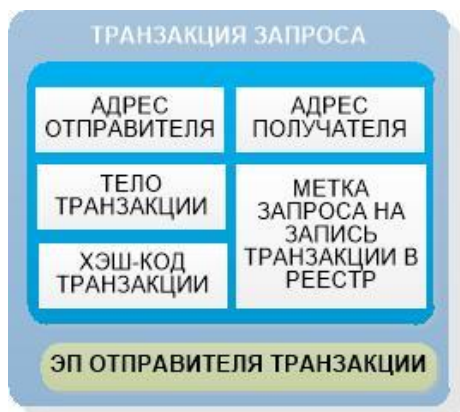 ТРАНЗАКЦИЯ ЗАПРОСА
АДРЕС
ОТПРАВИТЕЛЯ
АДРЕС
ПОЛУЧАТЕЛЯ
ТЕЛО
ТРАНЗАКЦИИ
МЕТКА
ЗАПРОСА НА
ЗАПИСЬ
ТРАНЗАКЦИИ В
РЕЕСТР
ХЭШ-КОД
ТРАНЗАКЦИИ
ЭП ОТПРАВИТЕЛЯ ТРАНЗАКЦИИ